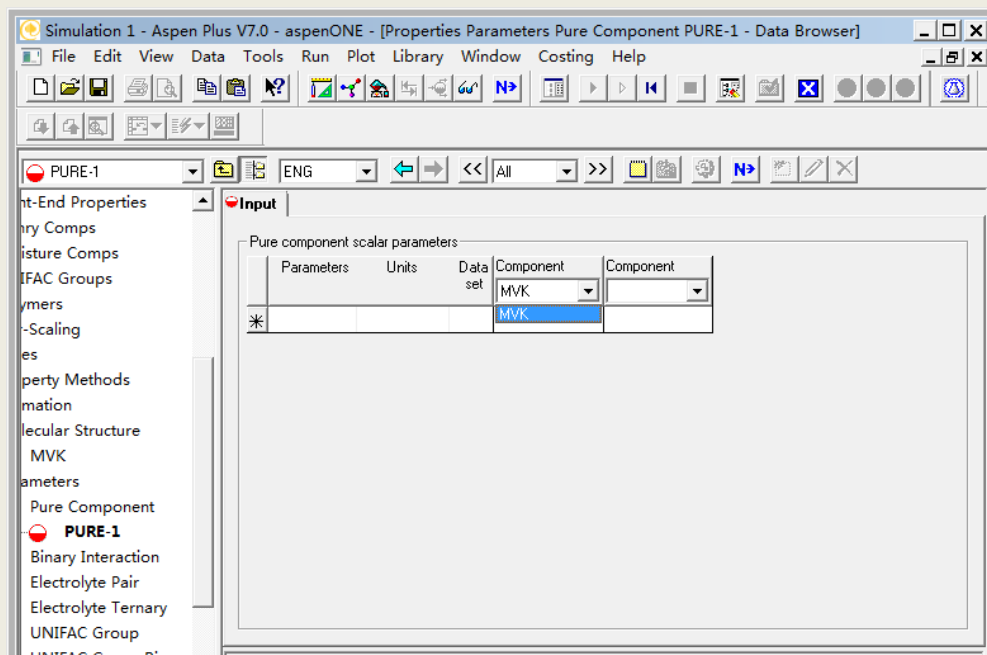 Simulation 1 - Aspen Plus V7.0 - aspenONE - [Properties Parameters Pure Component PURE-1 - Data Browser]
File Edit View Data Tools Run Plot Library Window Costing Help
N
PURE-1 ENG << All >> N
nt-End Properties
nry Comps
isture Comps
IFAC Groups
ymers
-Scaling
es
perty Methods
mation
lecular Structure
MVK
ameters
Pure Component
PURE-1
Binary Interaction
Electrolyte Pair
Electrolyte Ternary
UNIFAC Group
Input
Pure component scalar parameters
Parameters Units Data set Component Component
MVK
MVK